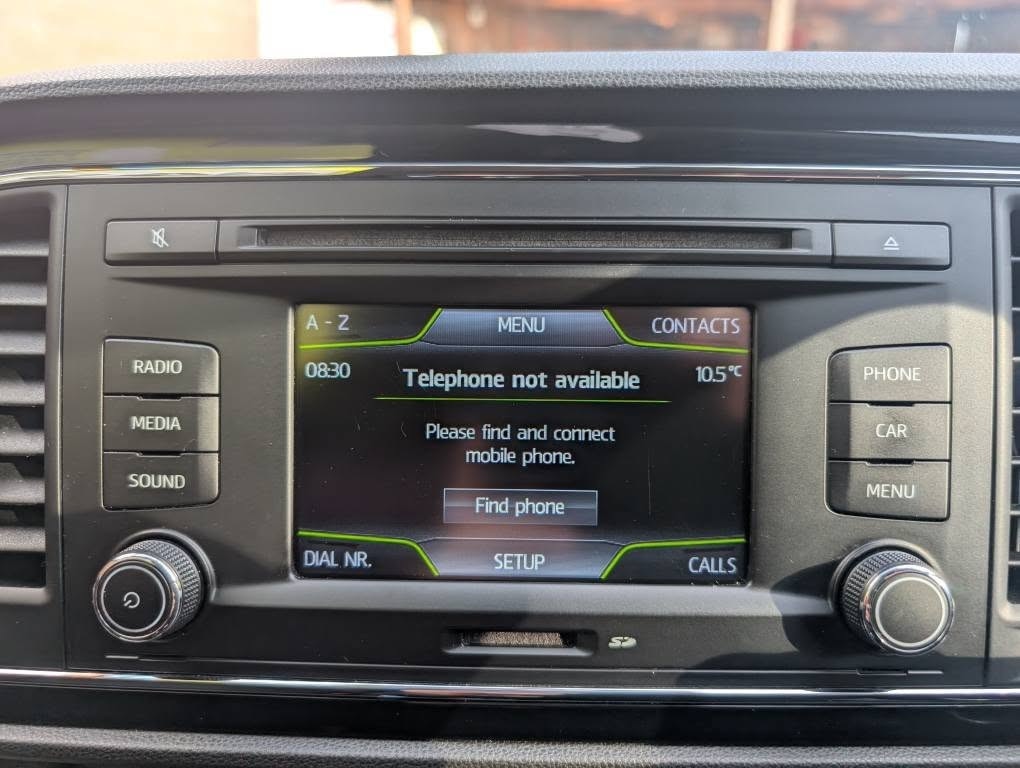 A - Z
MENU
CONTACTS
08:30
Telephone not available
10.5°C
Please find and connect
mobile phone.
Find phone
DIAL NR.
SETUP
CALLS
RADIO
MEDIA
SOUND
PHONE
CAR
MENU
SD